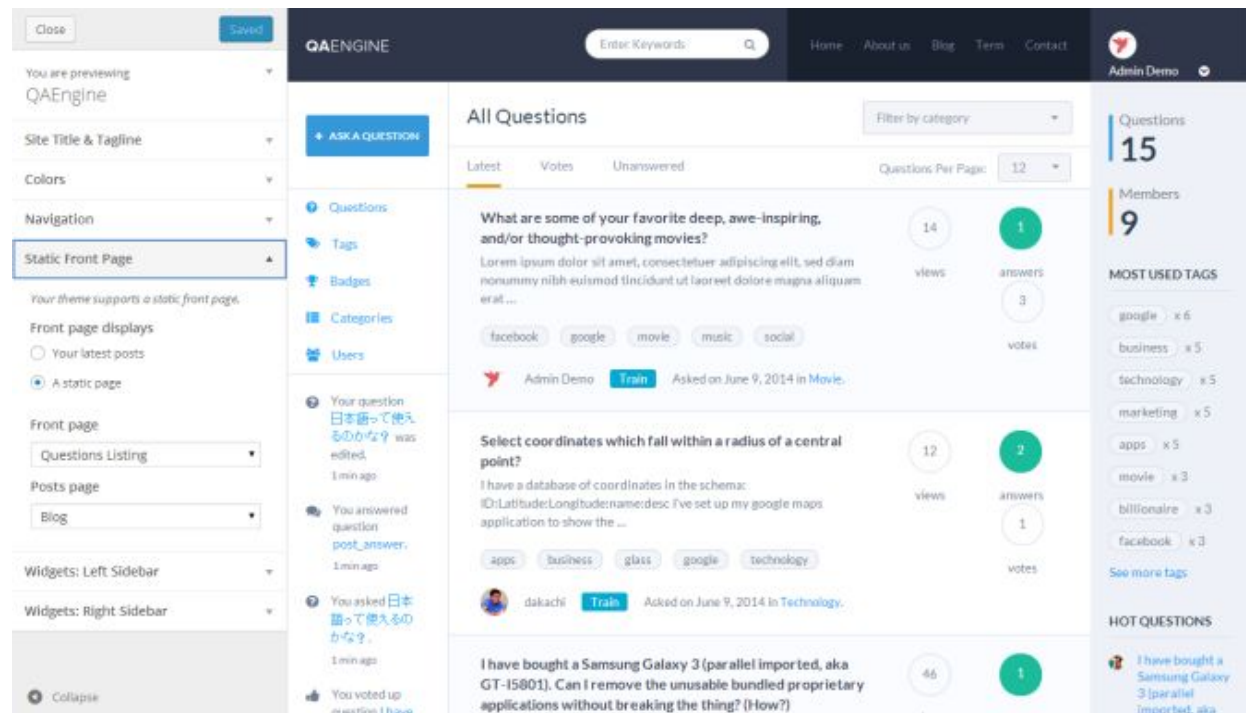 Close
Saved
You are previewing
QAEngine
Site Title & Tagline
Colors
Navigation
Static Front Page
Your theme supports a static front page.
Front page displays
Your latest posts
A static page
Front page
Questions Listing
Posts page
Blog
Widgets: Left Sidebar
Widgets: Right Sidebar
Collapse
QAENGINE
Enter Keywords
Home
About us
Blog
Term
Contact
Admin Demo
+ ASK A QUESTION
Questions
Tags
Badges
Categories
Users
Your question
日本語って使え
るのかな? was
edited.
1 min ago
You answered
question
post_answer.
1 min ago
You asked 日本
語って使えるの
かな? .
1 min ago
You voted up
question I have
All Questions
Filter by category
Latest
Votes
Unanswered
Questions Per Page:
12
What are some of your favorite deep, awe-inspiring,
and/or thought-provoking movies?
Lorem ipsum dolor sit amet, consectetuer adipiscing elit, sed diam
nonummy nibh euismod tincidunt ut laoreet dolore magna aliquam
erat ...
facebook
google
movie
music
social
Admin Demo
Train
Asked on June 9, 2014 in Movie.
14
views
1
answers
3
votes
Select coordinates which fall within a radius of a central
point?
I have a database of coordinates in the schema:
ID:Latitude:Longitude:name:desc I've set up my google maps
application to show the ...
apps
business
glass
google
technology
dakachi
Train
Asked on June 9, 2014 in Technology.
12
views
2
answers
1
votes
I have bought a Samsung Galaxy 3 (parallel imported, aka
GT-I5801). Can I remove the unusable bundled proprietary
applications without breaking the thing? (How?)
46
1
Questions
15
Members
9
MOST USED TAGS
google x 6
business x 5
technology x 5
marketing x 5
apps x 5
movie x 3
billionaire x 3
facebook x 3
See more tags
HOT QUESTIONS
I have bought a
Samsung Galaxy
3 (parallel
imported, aka